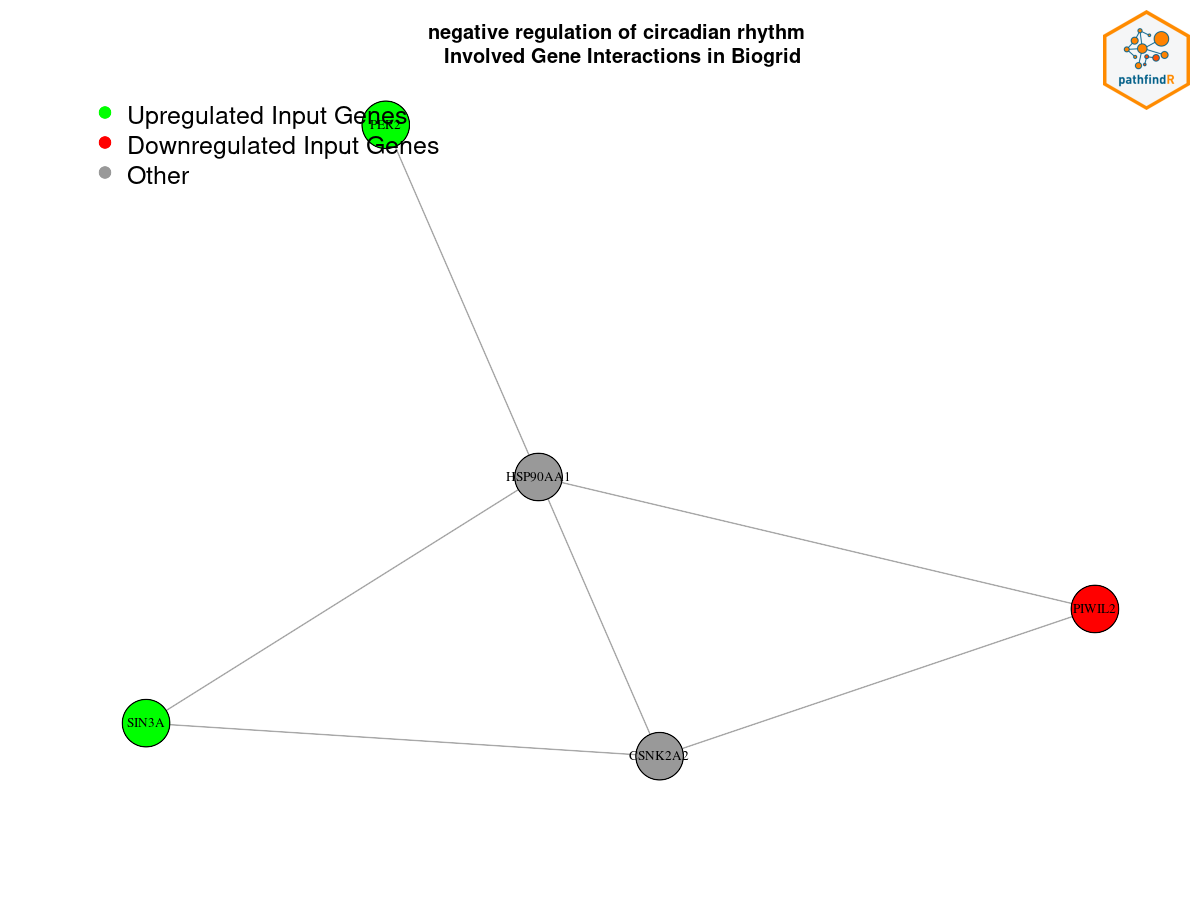 negative regulation of circadian rhythm
Involved Gene Interactions in Biogrid
pathfindR
Upregulated Input Genes
Downregulated Input Genes
Other
PER2
HSP90AA1
PIWIL2
SIN3A
CSNK2A2